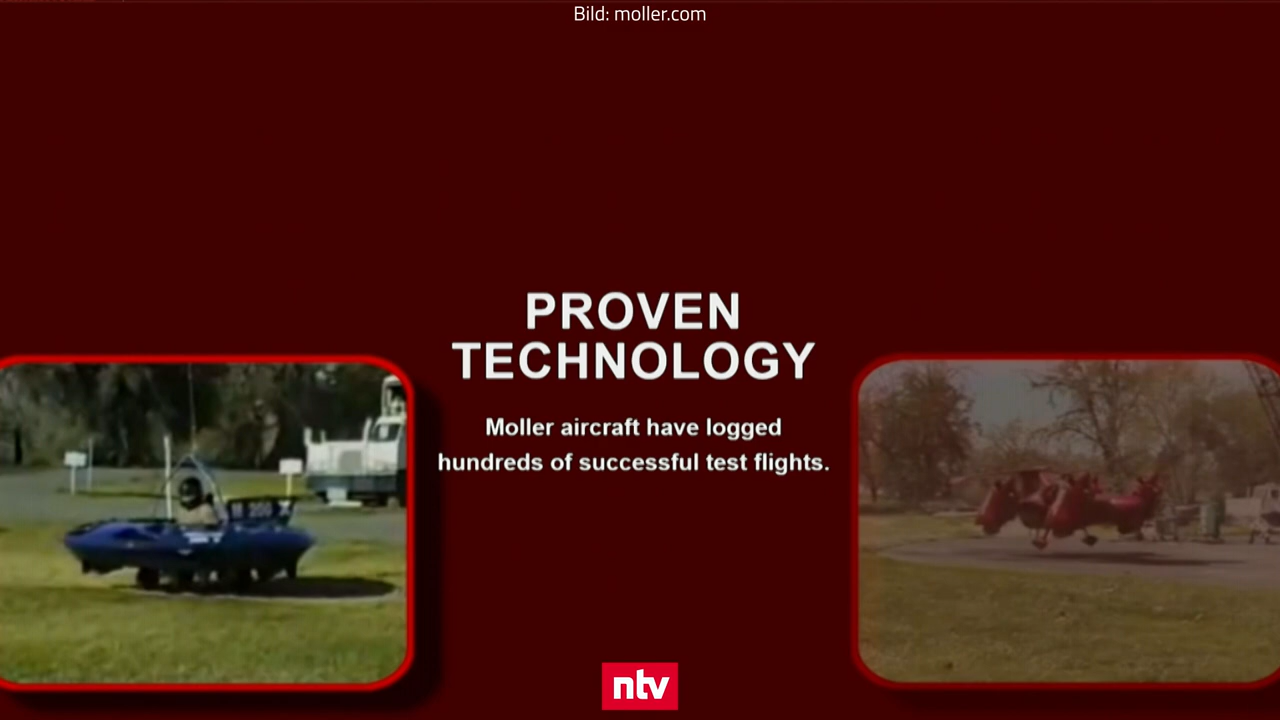 Bild: moller.com
PROVEN
TECHNOLOGY
Moller aircraft have logged
hundreds of successful test flights.
ntv